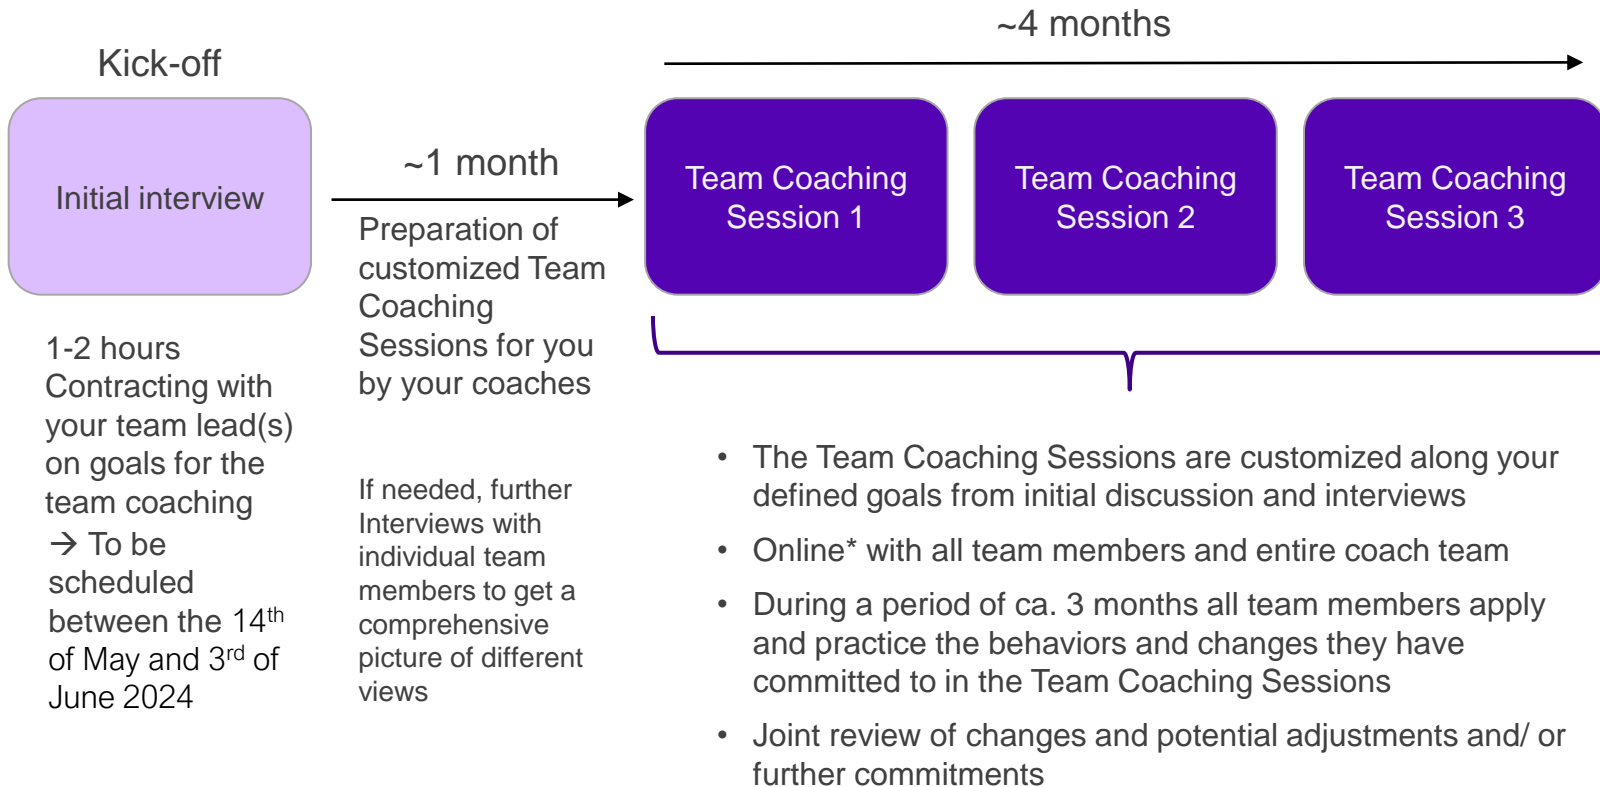 ~4 months
Kick-off
Initial interview
~1 month
Team Coaching
Session 1
Team Coaching
Session 2
Team Coaching
Session 3
1-2 hours
Contracting with
your team lead(s)
on goals for the
team coaching
→ To be
scheduled
between the 14th
of May and 3rd of
June 2024
Preparation of
customized Team
Coaching
Sessions for you
by your coaches
If needed, further
Interviews with
individual team
members to get a
comprehensive
picture of different
views
• The Team Coaching Sessions are customized along your
defined goals from initial discussion and interviews
• Online* with all team members and entire coach team
• During a period of ca. 3 months all team members apply
and practice the behaviors and changes they have
committed to in the Team Coaching Sessions
• Joint review of changes and potential adjustments and/ or
further commitments